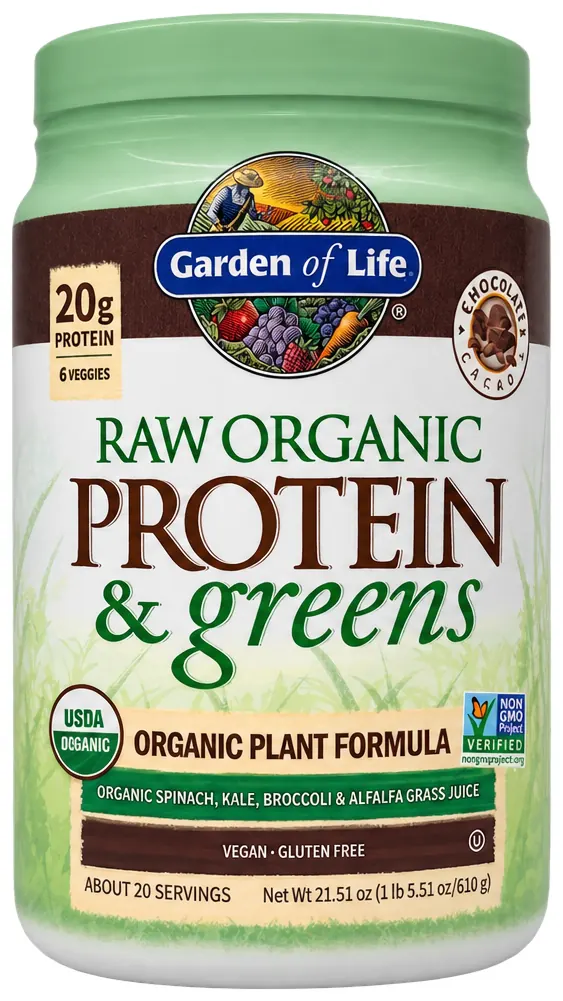 Garden of Life®
20g
PROTEIN
6 VEGGIES
CHOCOLATE
CACAO
RAW ORGANIC
PROTEIN
& greens
USDA
OGGANIC
ORGANIC PLANT FORMULA
NON
GMO
Project
VERIFIED
nongmproject.org
ORGANIC SPINACH, KALE, BROCCOLI & ALFALFA GRASS JUICE
VEGAN · GLUTEN FREE
U
ABOUT 20 SERVINGS
Net Wt 21.51 oz (1 lb 5.51 oz/610 g)